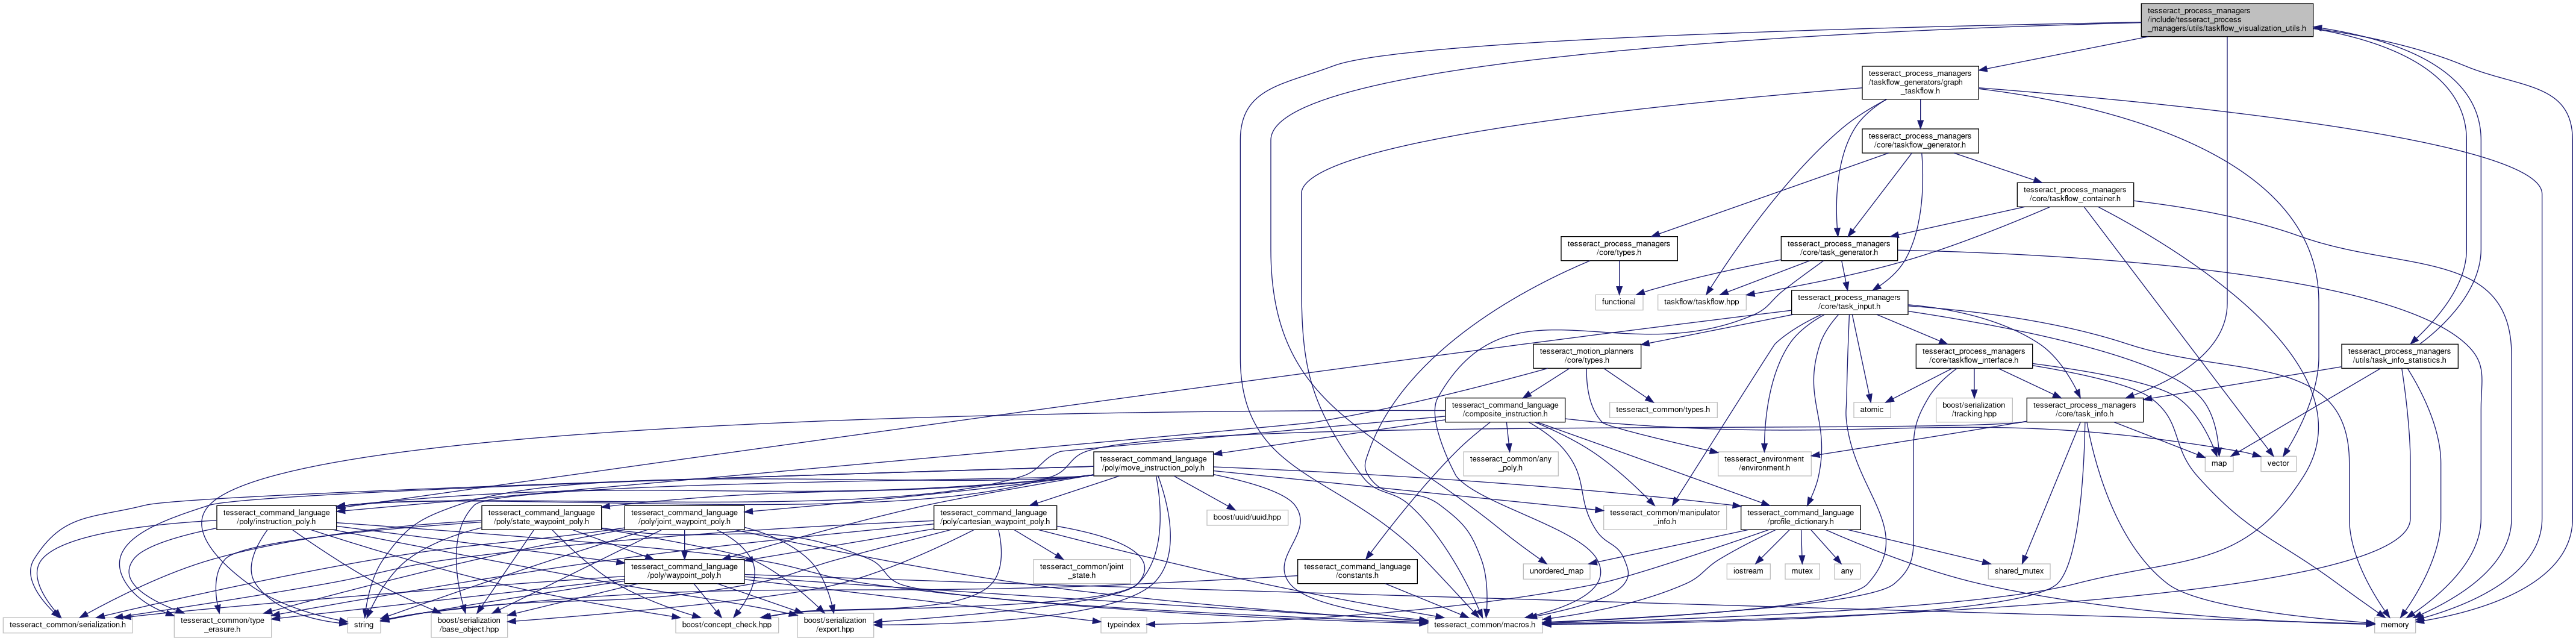 tesseract_process_managers
/include/tesseract_process
_managers/utils/taskflow_visualization_utils.h
tesseract_process_managers
/taskflow_generators/graph
_taskflow.h
tesseract_process_managers
/core/taskflow_generator.h
tesseract_process_managers
/core/taskflow_container.h
tesseract_process_managers
/core/types.h
tesseract_process_managers
/core/task_generator.h
functional
taskflow/taskflow.hpp
tesseract_process_managers
/core/task_input.h
tesseract_motion_planners
/core/types.h
tesseract_process_managers
/core/taskflow_interface.h
tesseract_process_managers
/utils/task_info_statistics.h
tesseract_command_language
/composite_instruction.h
tesseract_common/types.h
atomic
boost/serialization
/tracking.hpp
tesseract_process_managers
/core/task_info.h
tesseract_command_language
/poly/move_instruction_poly.h
tesseract_common/any
_poly.h
tesseract_environment
/environment.h
map
vector
tesseract_command_language
/poly/instruction_poly.h
tesseract_command_language
/poly/state_waypoint_poly.h
tesseract_command_language
/poly/joint_waypoint_poly.h
tesseract_command_language
/poly/cartesian_waypoint_poly.h
boost/uuid/uuid.hpp
tesseract_common/manipulator
_info.h
tesseract_command_language
/profile_dictionary.h
tesseract_command_language
/poly/waypoint_poly.h
tesseract_common/joint
_state.h
tesseract_command_language
/constants.h
unordered_map
iostream
mutex
any
shared_mutex
tesseract_common/serialization.h
tesseract_common/type
_erasure.h
string
boost/serialization
/base_object.hpp
boost/concept_check.hpp
boost/serialization
/export.hpp
typeindex
tesseract_common/macros.h
memory